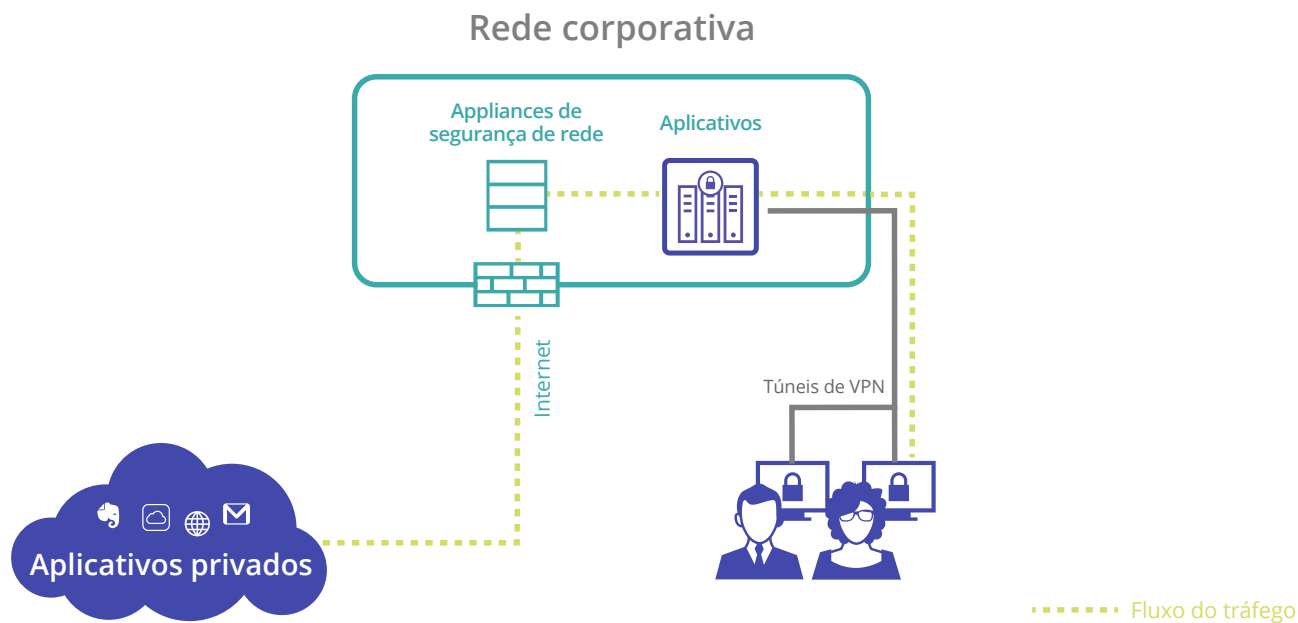 Rede corporativa
Appliances de
segurança de rede
Aplicativos
Internet
Túneis de VPN
Aplicativos privados
Fluxo do tráfego